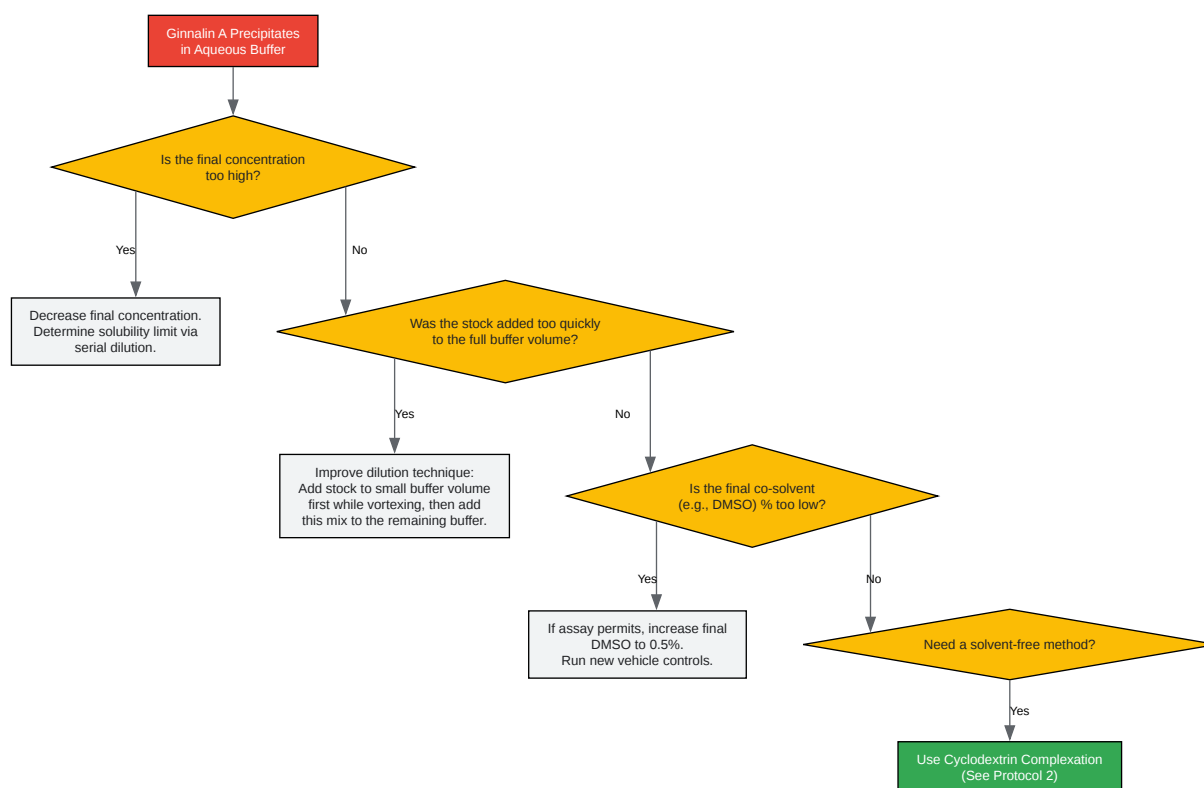 Ginnalin A Precipitates
in Aqueous Buffer
Is the final concentration
too high?
Yes
No
Decrease final concentration.
Determine solubility limit via
serial dilution.
Was the stock added too quickly
to the full buffer volume?
Yes
No
Improve dilution technique:
Add stock to small buffer volume
first while vortexing, then add
this mix to the remaining buffer.
Is the final co-solvent
(e.g., DMSO) % too low?
Yes
No
If assay permits, increase final
DMSO to 0.5%.
Run new vehicle controls.
Need a solvent-free method?
Yes
Use Cyclodextrin Complexation
(See Protocol 2)